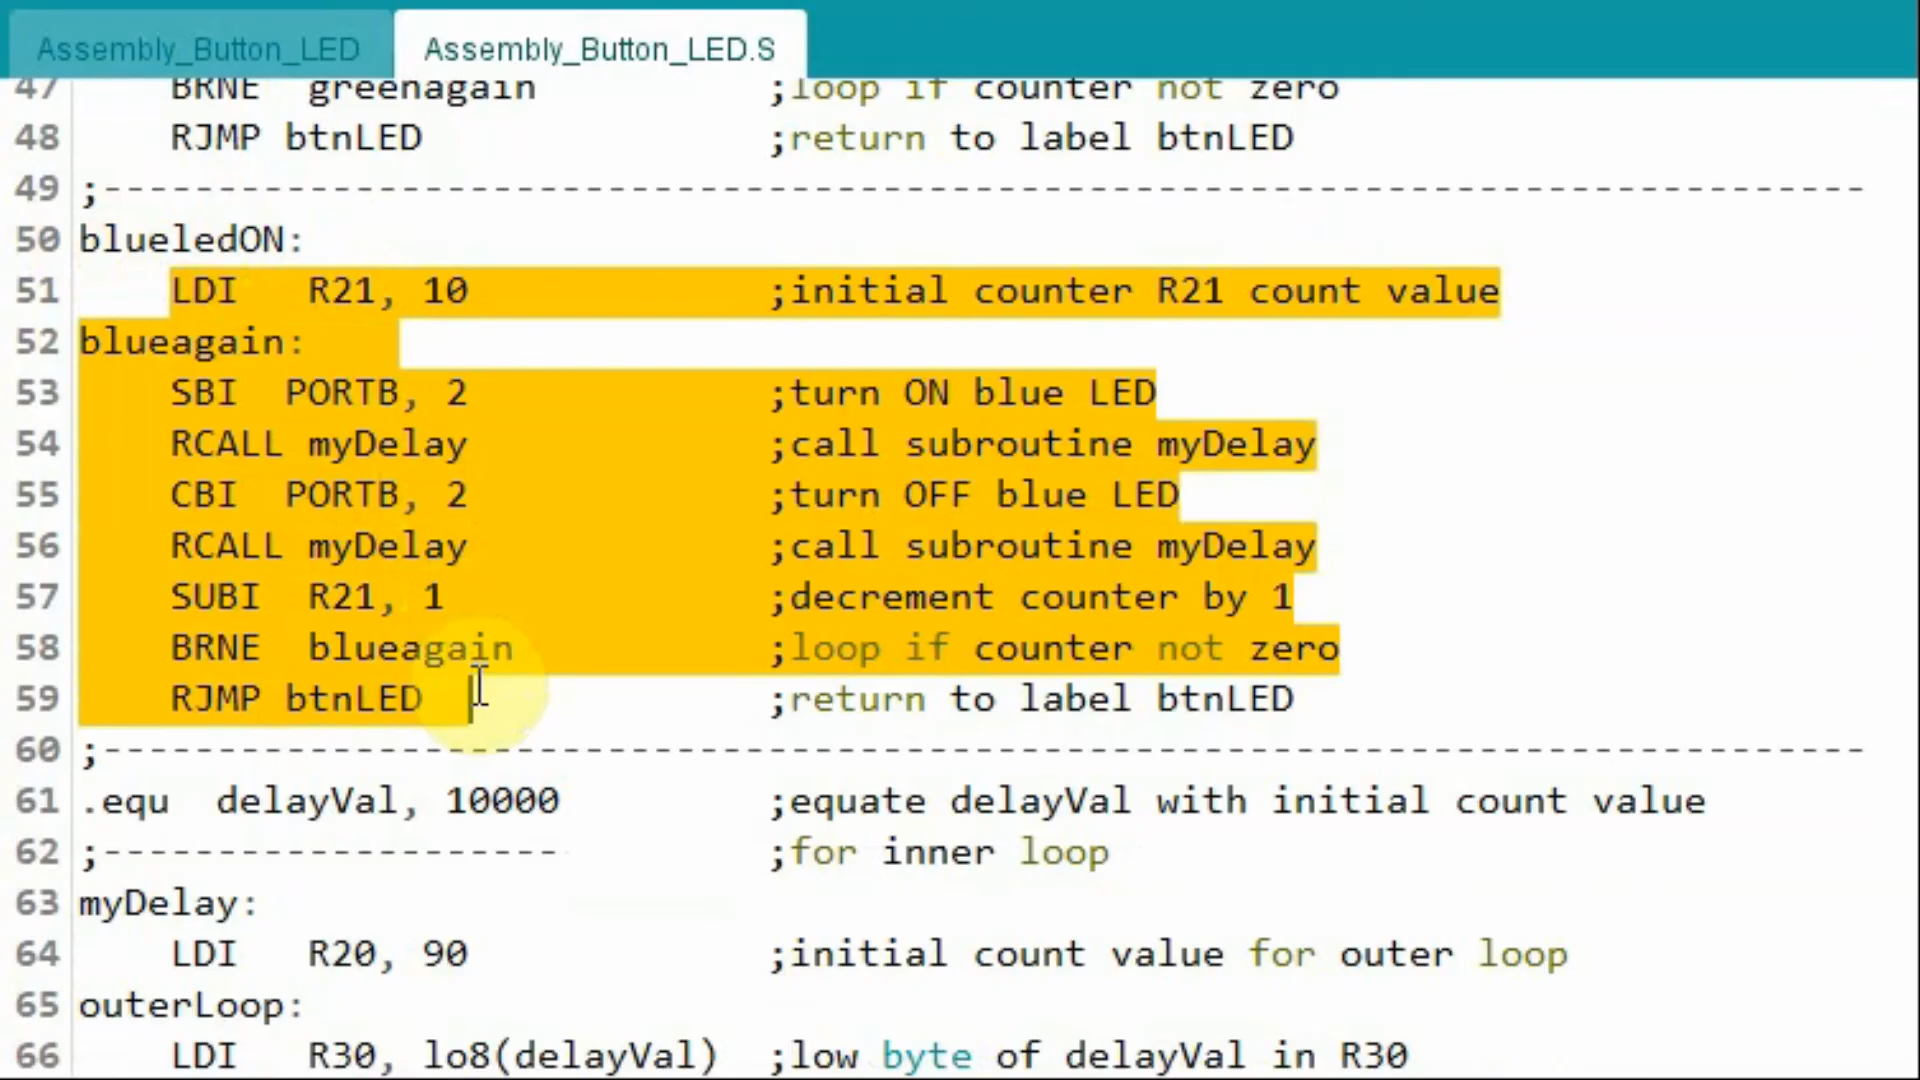 Assembly_Button_LED Assembly_Button_LED.S
47 BRNE greenagain ;loop if counter not zero
48 RJMP btnLED ;return to label btnLED
49 ;-----------------------------------------------------------------------------
50 blueledON:
51 LDI R21, 10 ;initial counter R21 count value
52 blueagain:
53 SBI PORTB, 2 ;turn ON blue LED
54 RCALL myDelay ;call subroutine myDelay
55 CBI PORTB, 2 ;turn OFF blue LED
56 RCALL myDelay ;call subroutine myDelay
57 SUBI R21, 1 ;decrement counter by 1
58 BRNE blueagain ;loop if counter not zero
59 RJMP btnLED ;return to label btnLED
60 ;-----------------------------------------------------------------------------
61 .equ delayVal, 10000 ;equate delayVal with initial count value
62 ;-------------------- ;for inner loop
63 myDelay:
64 LDI R20, 90 ;initial count value for outer loop
65 outerLoop:
66 LDI R30, lo8(delayVal) ;low byte of delayVal in R30